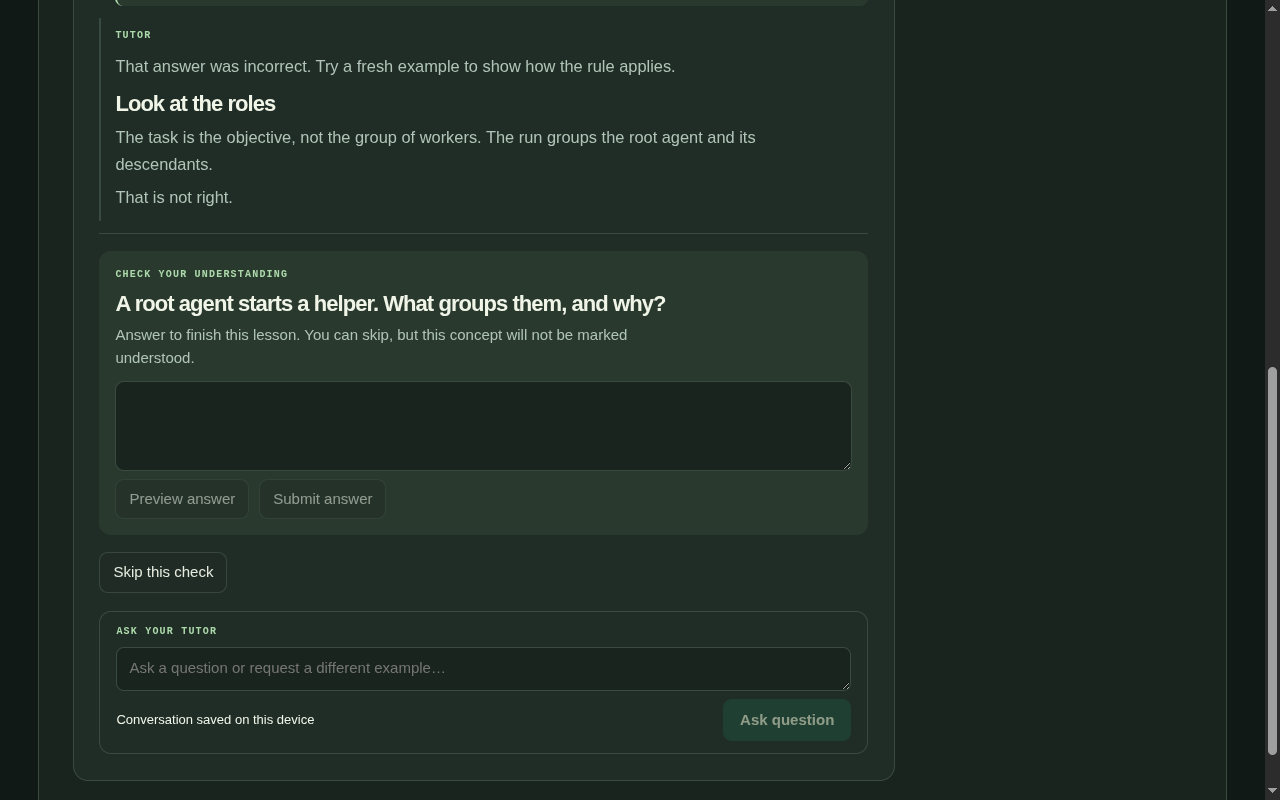 TUTOR
That answer was incorrect. Try a fresh example to show how the rule applies.
Look at the roles
The task is the objective, not the group of workers. The run groups the root agent and its
descendants.
That is not right.
CHECK YOUR UNDERSTANDING
A root agent starts a helper. What groups them, and why?
Answer to finish this lesson. You can skip, but this concept will not be marked
understood.
Preview answer
Submit answer
Skip this check
ASK YOUR TUTOR
Ask a question or request a different example…
Conversation saved on this device
Ask question